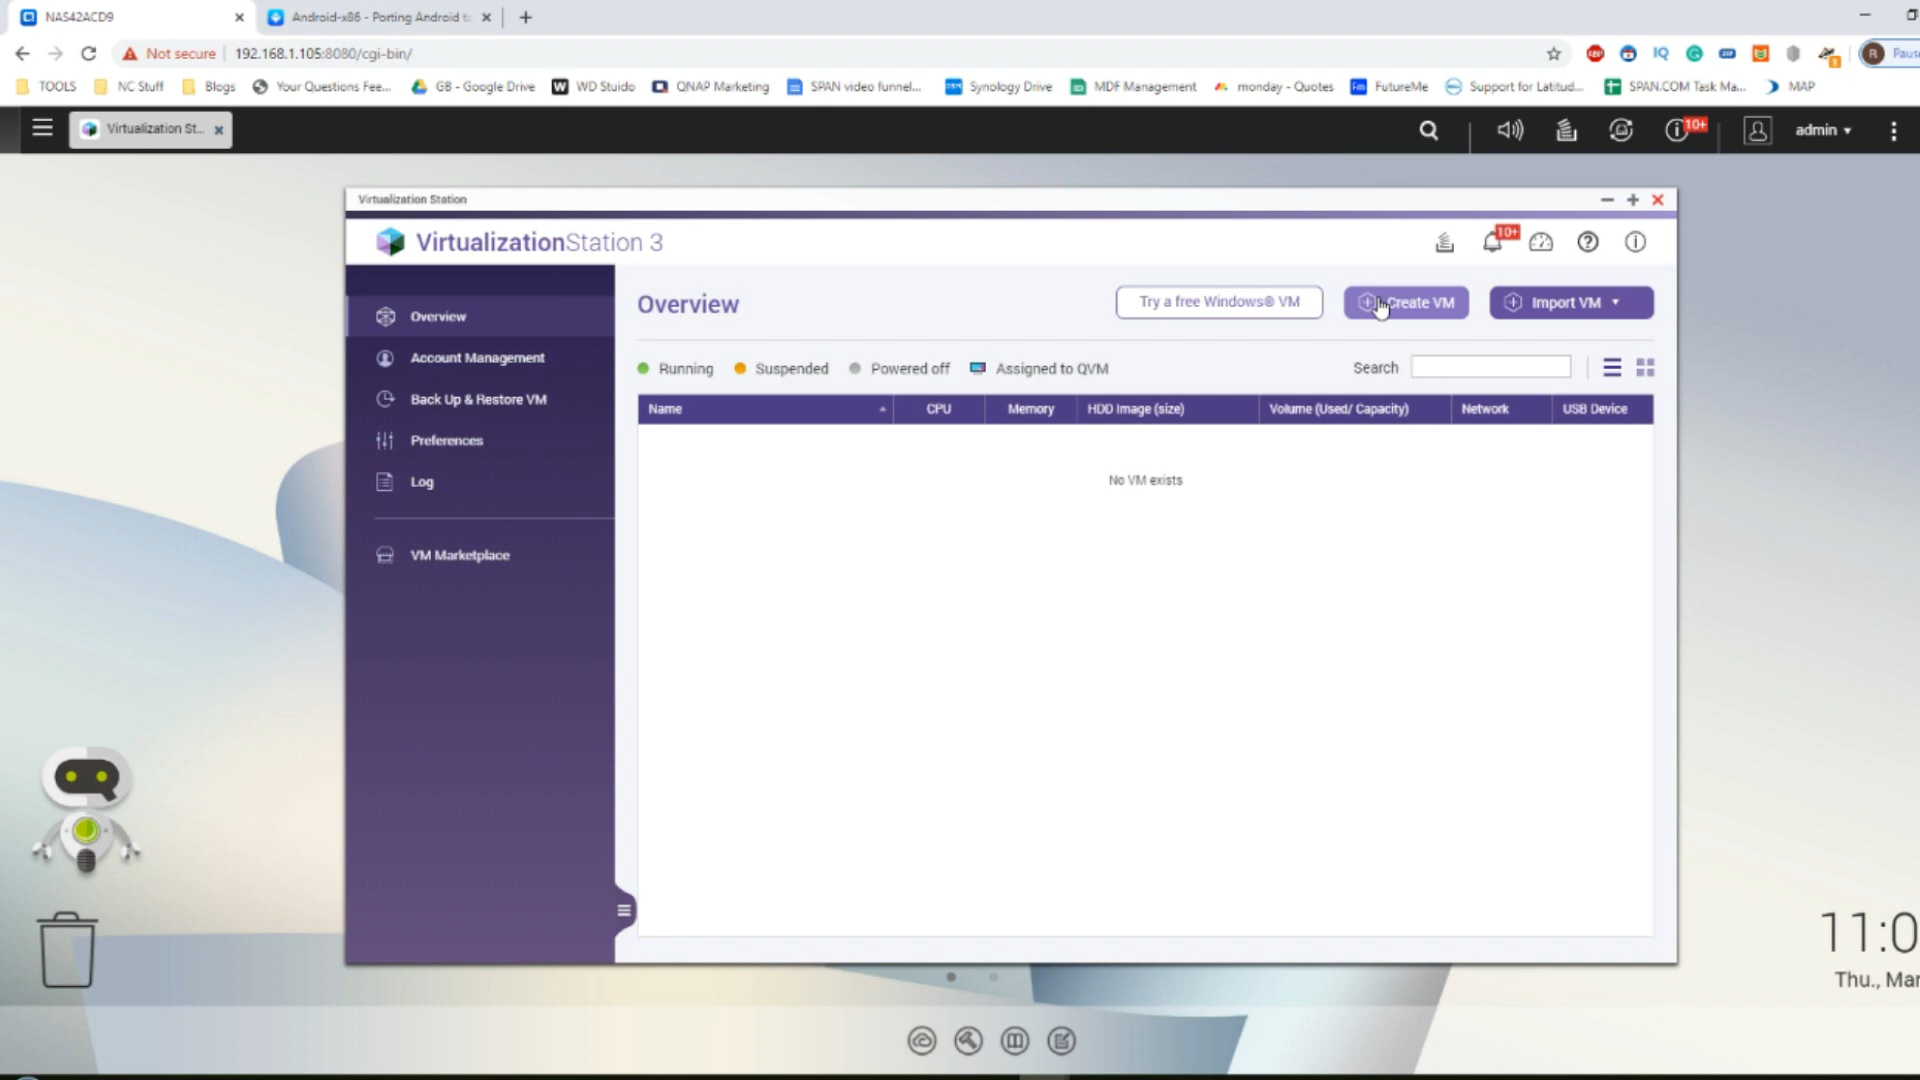 NAS42ACD9
Android-x86 - Porting Android to
Not secure 192.168.1.105:8080/cgi-bin/
Paus
TOOLS NC Stuff Blogs Your Questions Fee... GB - Google Drive WD Stuido QNAP Marketing SPAN video funnel... Synology Drive MDF Management monday - Quotes FutureMe Support for Latitud... SPAN.COM Task Ma... MAP
Virtualization St... 10+ admin
Virtualization Station
VirtualizationStation 3 10+
Overview
Account Management
Back Up & Restore VM
Preferences
Log
VM Marketplace
Overview Try a free Windows® VM Create VM Import VM
Running Suspended Powered off Assigned to QVM Search
Name CPU Memory HDD Image (size) Volume (Used/ Capacity) Network USB Device
No VM exists
11:0
Thu., Mar